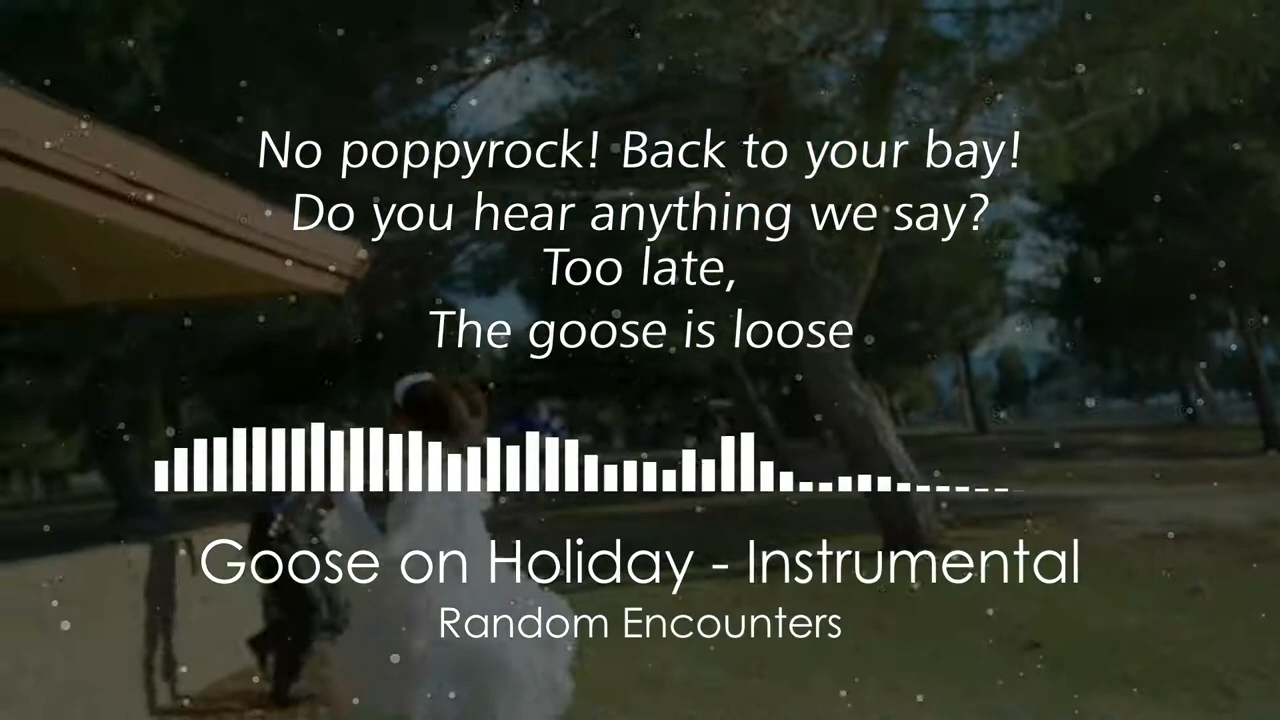 No poppyrock! Back to your bay!
Do you hear anything we say?
Too late,
The goose is loose
Goose on Holiday - Instrumental
Random Encounters